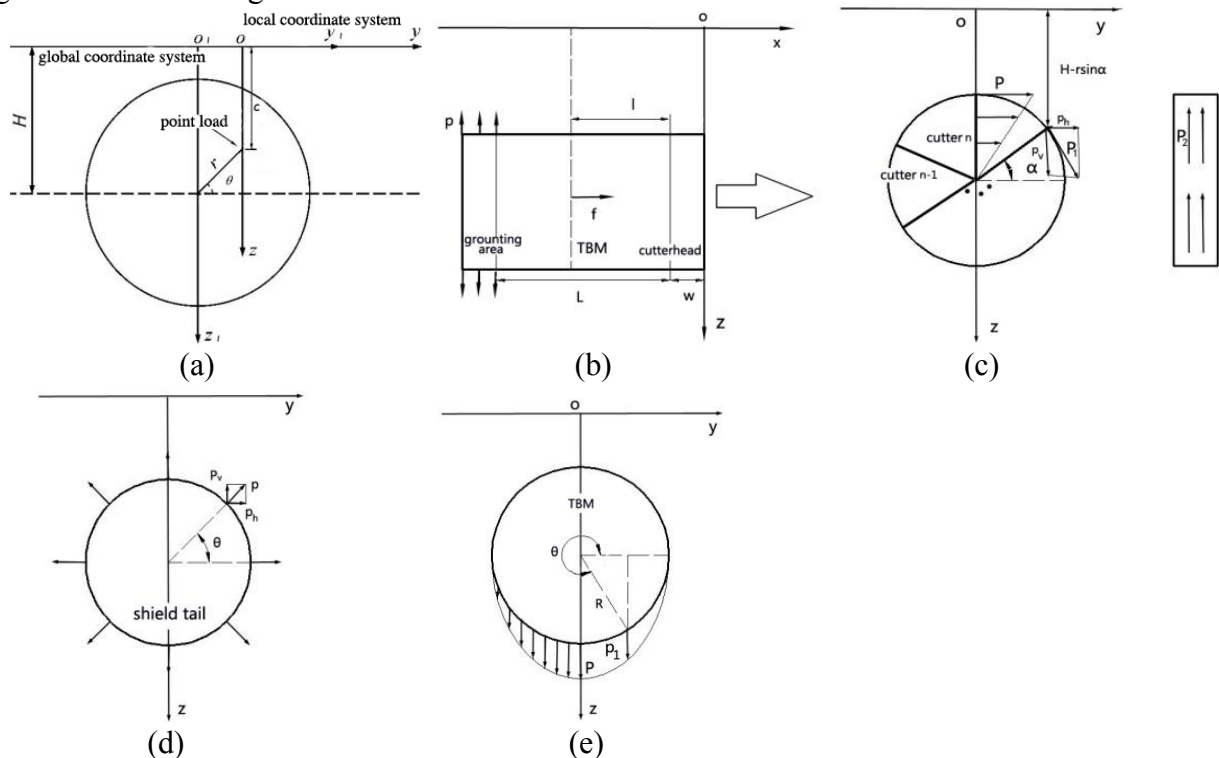 local coordinate system
o₁ o y₁ y
global coordinate system
H
c
point load
r
θ
z
z₁
(a)
o
x
l
p
f
grounting
area
TBM
cutterhead
L
w
z
(b)
o
y
H-rsinα
P
cutter n
pₕ
pᵥ
P₁
α
cutter n-1
z
P₂
(c)
y
Pᵥ
p
pₕ
θ
shield tail
z
(d)
o
y
TBM
θ
R
p₁
P
z
(e)